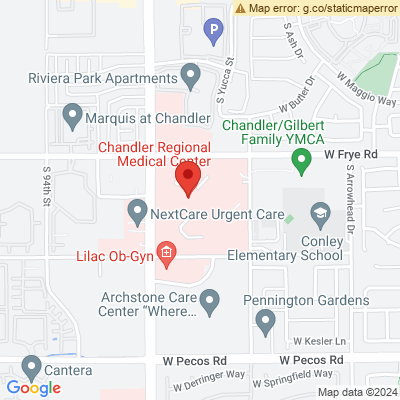 Map error: g.co/staticmaperror
P
S Ash Dr
S Yucca St
Riviera Park Apartments
W Maggio Way
W Butler Dr
Marquis at Chandler
Chandler/Gilbert
Family YMCA
Chandler Regional
Medical Center
W Frye Rd
S 94th St
S Arrowhead Dr
NextCare Urgent Care
Conley
Elementary School
Lilac Ob-Gyn
Archstone Care
Center “Where...
Pennington Gardens
W Kesler Ln
W Pecos Rd
W Pecos Rd
Cantera
W Derringer Way
W Springfield Way
Google
Map data ©2024